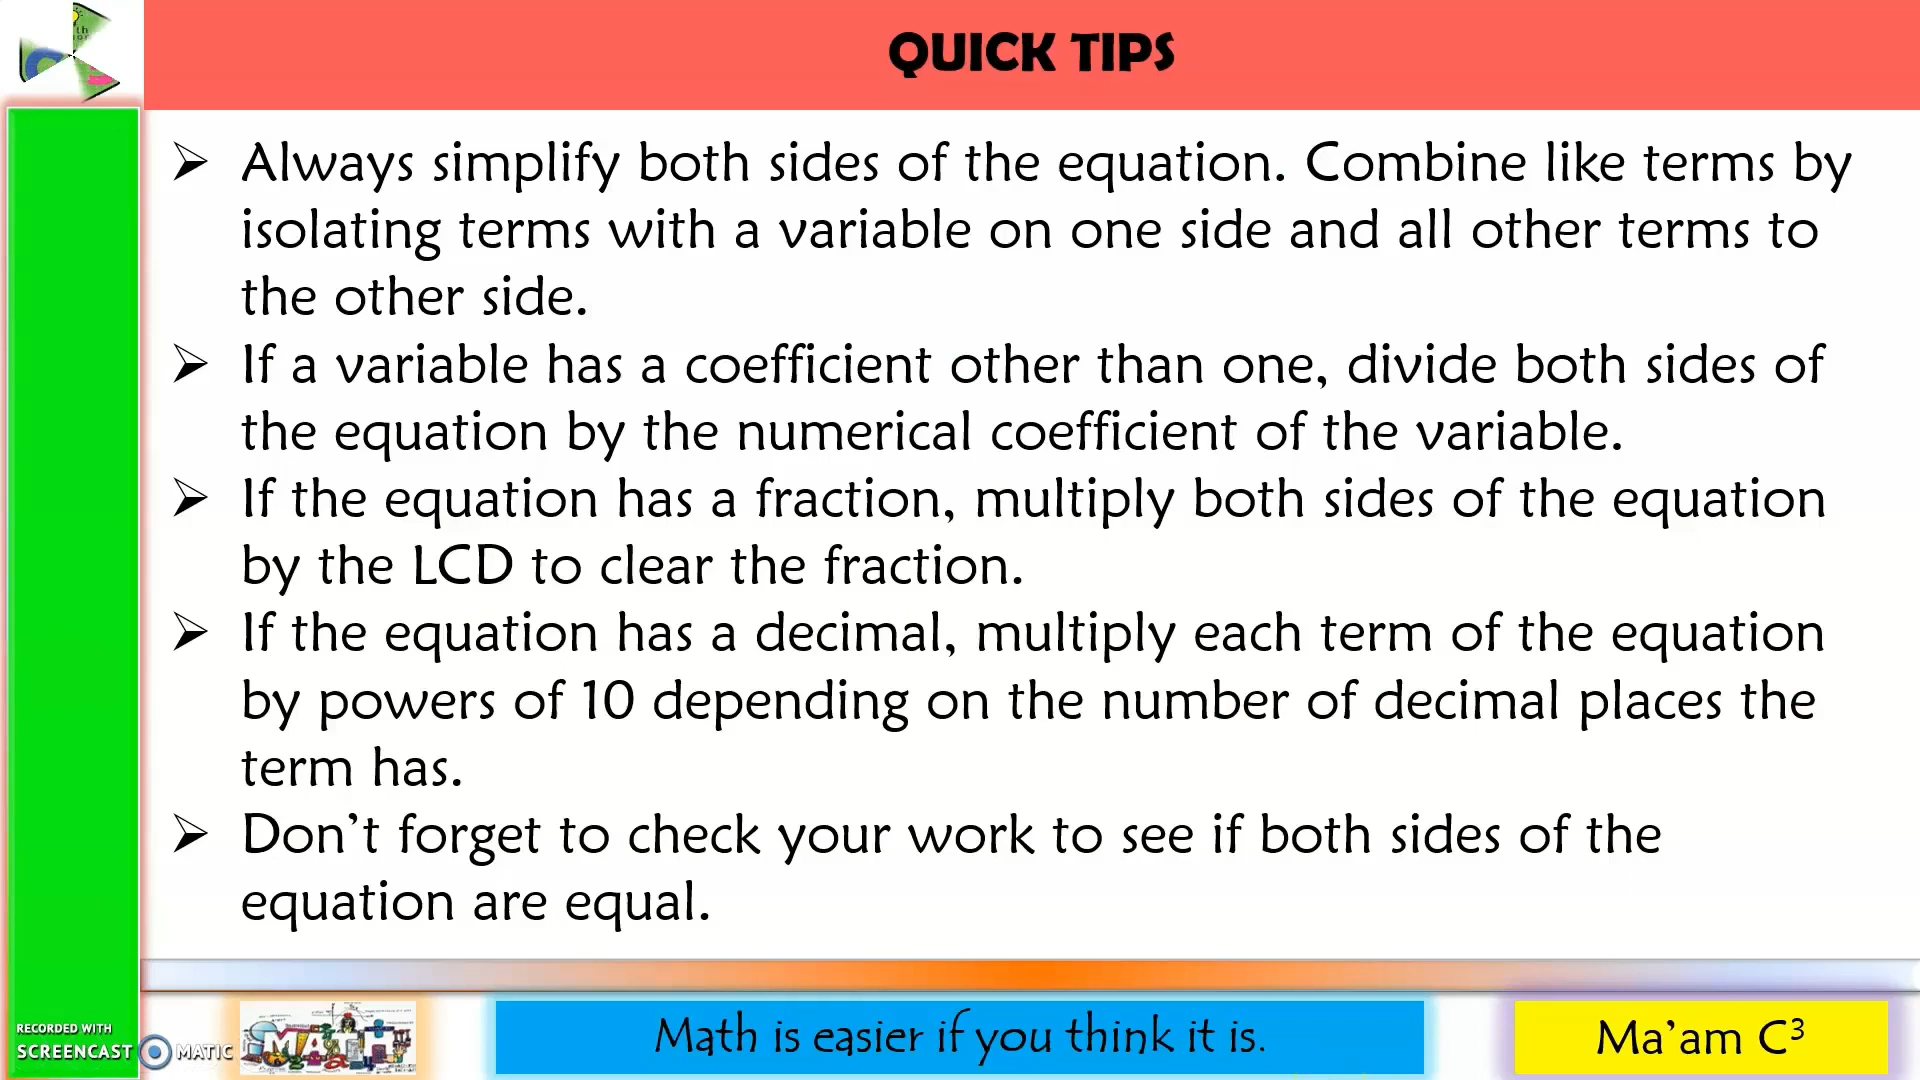 QUICK TIPS
➢ Always simplify both sides of the equation. Combine like terms by
isolating terms with a variable on one side and all other terms to
the other side.
➢ If a variable has a coefficient other than one, divide both sides of
the equation by the numerical coefficient of the variable.
➢ If the equation has a fraction, multiply both sides of the equation
by the LCD to clear the fraction.
➢ If the equation has a decimal, multiply each term of the equation
by powers of 10 depending on the number of decimal places the
term has.
➢ Don’t forget to check your work to see if both sides of the
equation are equal.
RECORDED WITH
SCREENCAST MATIC
MATH
Math is easier if you think it is.
Ma’am C³